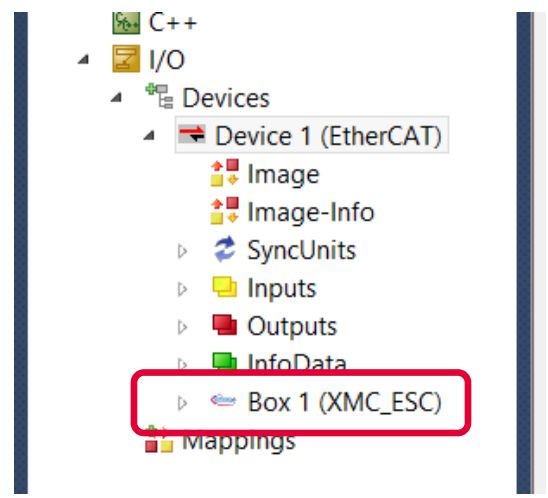 C++
I/O
Devices
Device 1 (EtherCAT)
Image
Image-Info
SyncUnits
Inputs
Outputs
InfoData
Box 1 (XMC_ESC)
Mappings